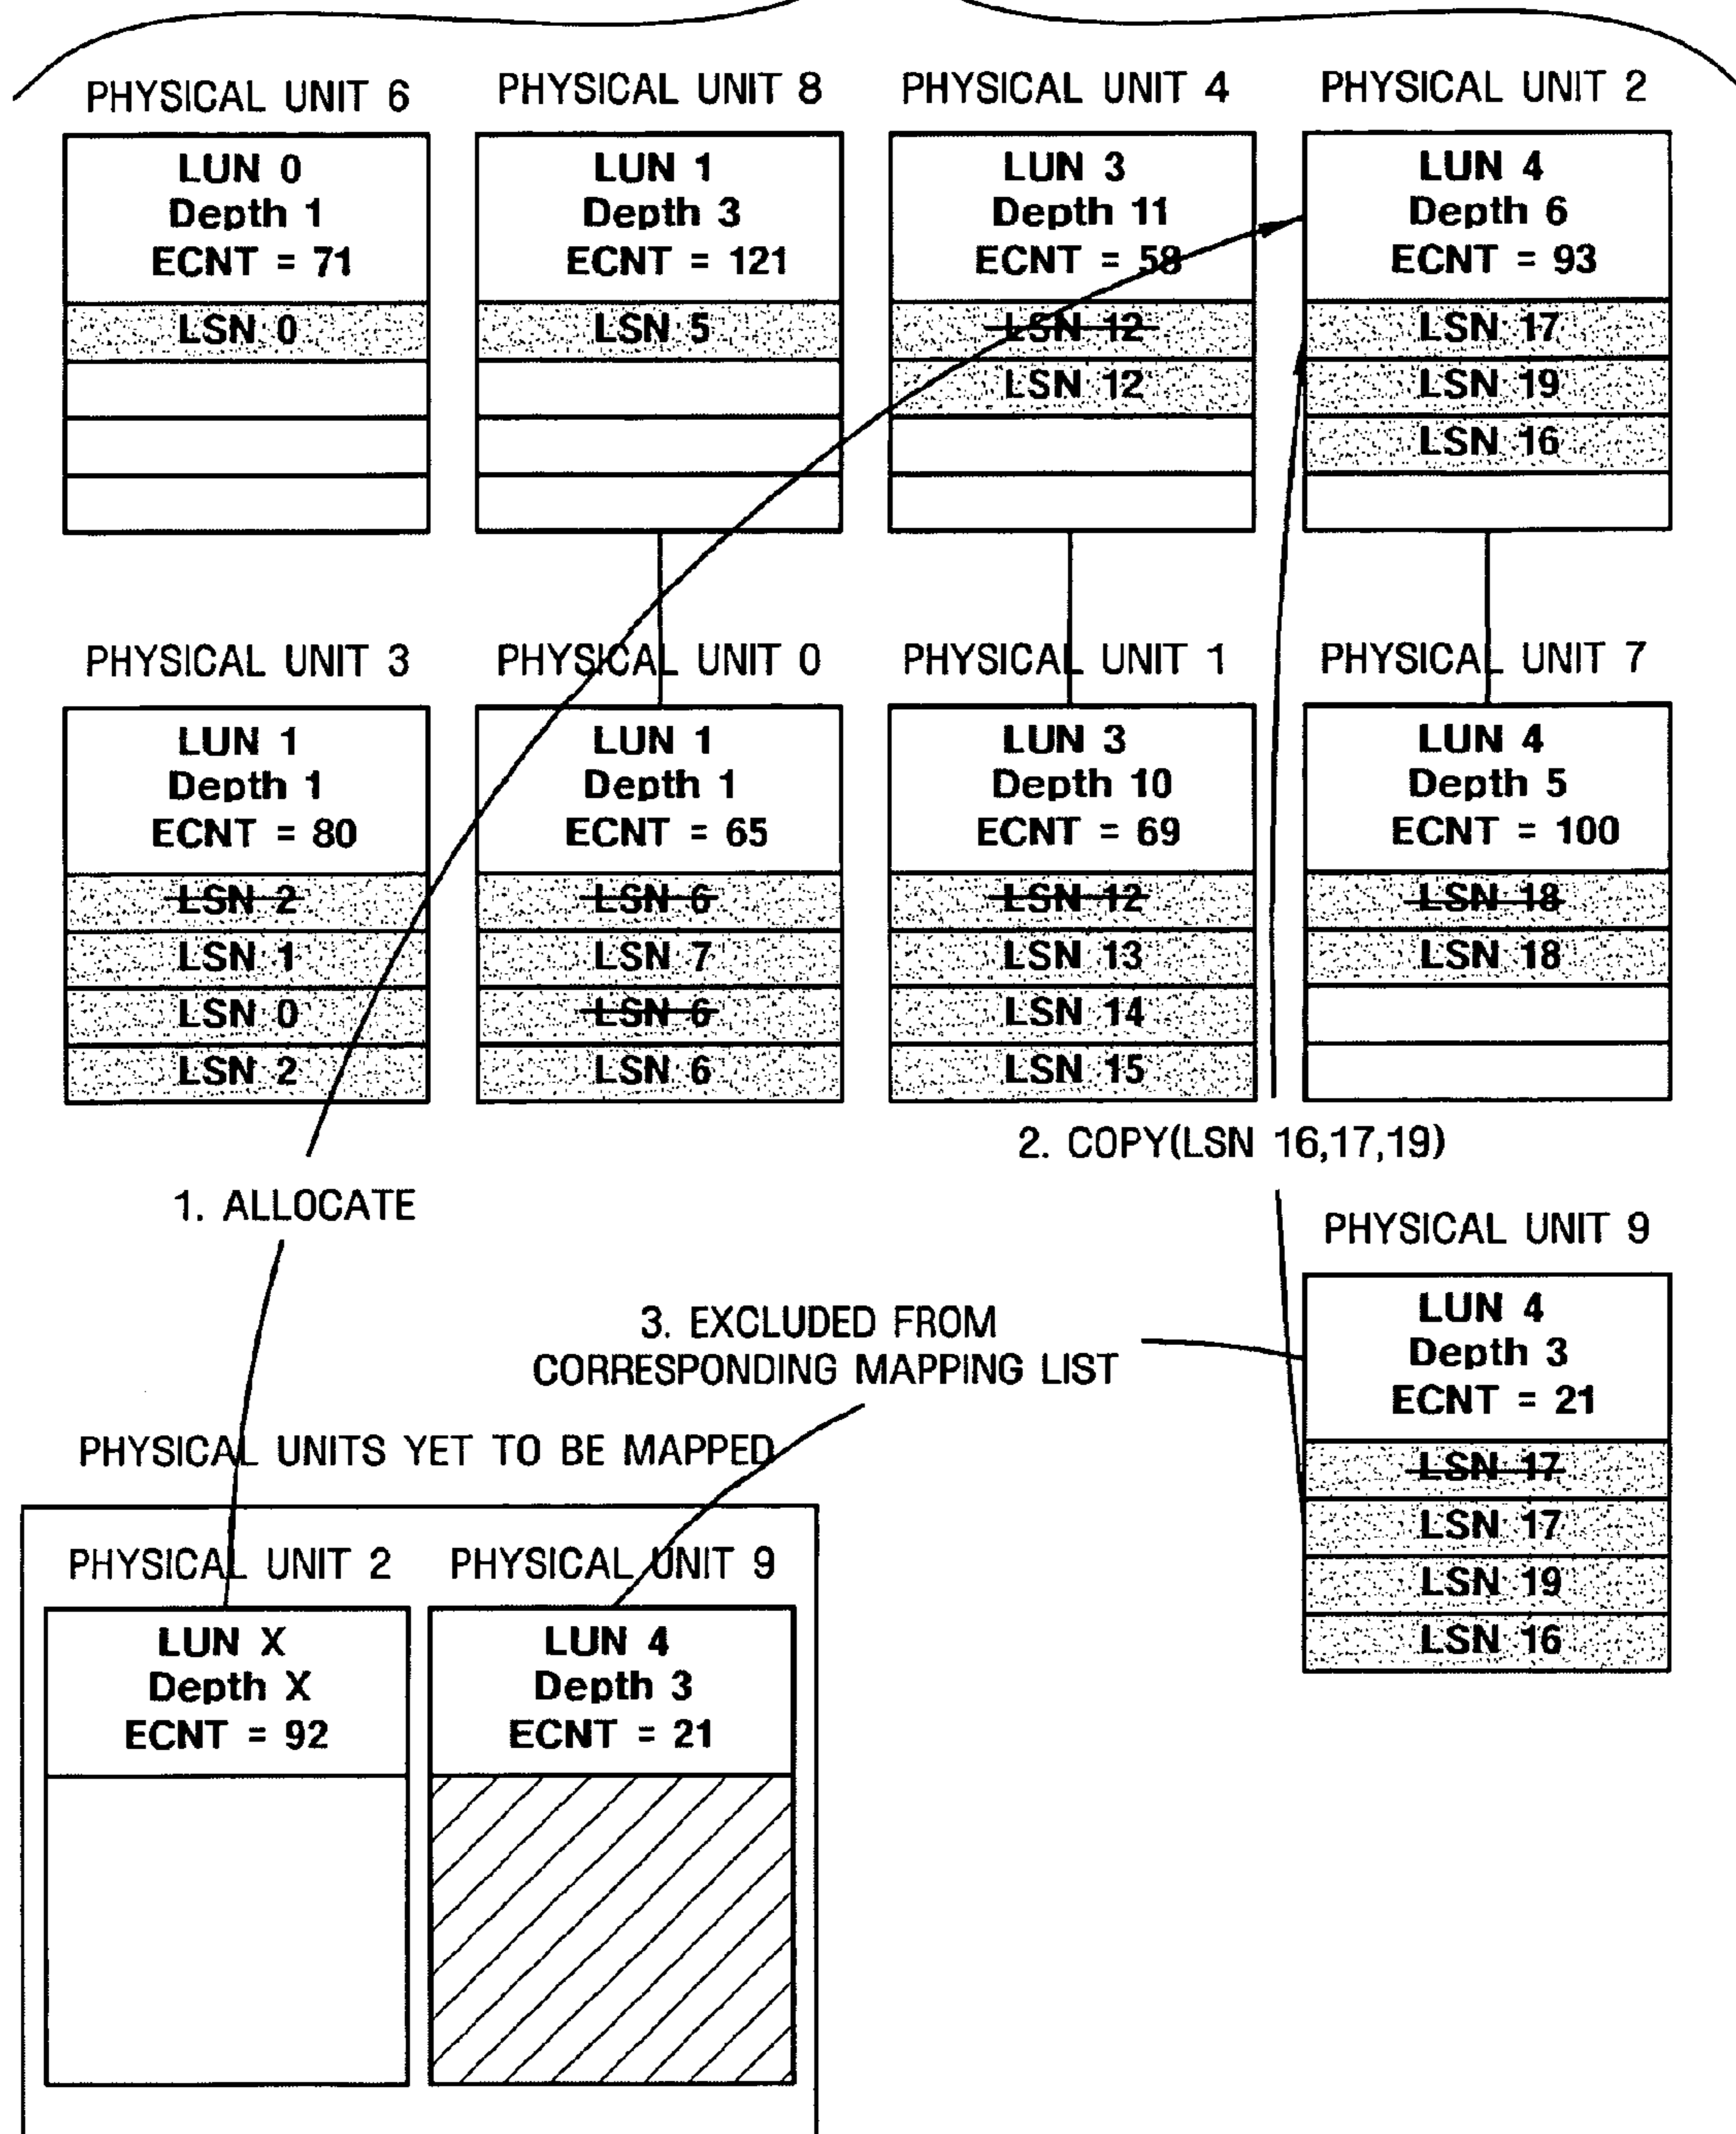 PHYSICAL UNIT 6
LUN 0
Depth 1
ECNT = 71
LSN 0
PHYSICAL UNIT 8
LUN 1
Depth 3
ECNT = 121
LSN 5
PHYSICAL UNIT 4
LUN 3
Depth 11
ECNT = 58
LSN 12
LSN 12
PHYSICAL UNIT 2
LUN 4
Depth 6
ECNT = 93
LSN 17
LSN 19
LSN 16
PHYSICAL UNIT 3
LUN 1
Depth 1
ECNT = 80
LSN 2
LSN 1
LSN 0
LSN 2
PHYSICAL UNIT 0
LUN 1
Depth 1
ECNT = 65
LSN 6
LSN 7
LSN 6
LSN 6
PHYSICAL UNIT 1
LUN 3
Depth 10
ECNT = 69
LSN 12
LSN 13
LSN 14
LSN 15
PHYSICAL UNIT 7
LUN 4
Depth 5
ECNT = 100
LSN 18
LSN 18
2. COPY(LSN 16,17,19)
1. ALLOCATE
PHYSICAL UNIT 9
LUN 4
Depth 3
ECNT = 21
LSN 17
LSN 17
LSN 19
LSN 16
3. EXCLUDED FROM
CORRESPONDING MAPPING LIST
PHYSICAL UNITS YET TO BE MAPPED
PHYSICAL UNIT 2
LUN X
Depth X
ECNT = 92
PHYSICAL UNIT 9
LUN 4
Depth 3
ECNT = 21